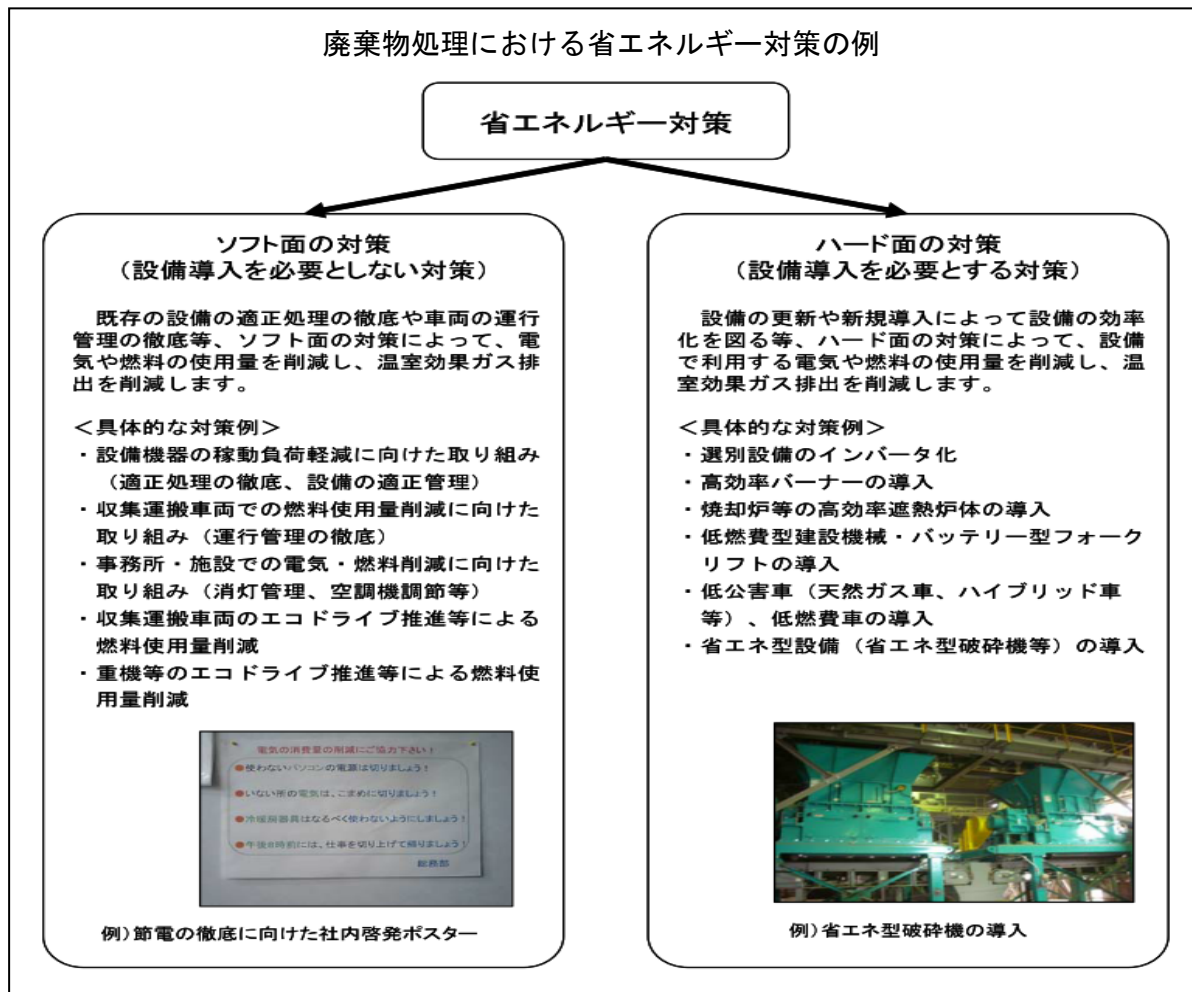 廃棄物処理における省エネルギー対策の例
省エネルギー対策
ソフト面の対策
（設備導入を必要としない対策）
既存の設備の適正処理の徹底や車両の運行
管理の徹底等、ソフト面の対策によって、電
気や燃料の使用量を削減し、温室効果ガス排
出を削減します。
＜具体的な対策例＞
・設備機器の稼動負荷軽減に向けた取り組み
（適正処理の徹底、設備の適正管理）
・収集運搬車両での燃料使用量削減に向けた
取り組み（運行管理の徹底）
・事務所・施設での電気・燃料削減に向けた
取り組み（消灯管理、空調機調節等）
・収集運搬車両のエコドライブ推進等による
燃料使用量削減
・重機等のエコドライブ推進等による燃料使
用量削減
電気の消費量の削減にご協力下さい！
●使わないパソコンの電源は切りましょう！
●いない所の電気は、こまめに切りましょう！
●冷暖房器具はなるべく使わないようにしましょう！
●午後8時前には、仕事を切り上げて帰りましょう！
総務部
例）節電の徹底に向けた社内啓発ポスター
ハード面の対策
（設備導入を必要とする対策）
設備の更新や新規導入によって設備の効率
化を図る等、ハード面の対策によって、設備
で利用する電気や燃料の使用量を削減し、温
室効果ガス排出を削減します。
＜具体的な対策例＞
・選別設備のインバータ化
・高効率バーナーの導入
・焼却炉等の高効率遮熱炉体の導入
・低燃費型建設機械・バッテリー型フォーク
リフトの導入
・低公害車（天然ガス車、ハイブリッド車
等）、低燃費車の導入
・省エネ型設備（省エネ型破砕機等）の導入
例）省エネ型破砕機の導入